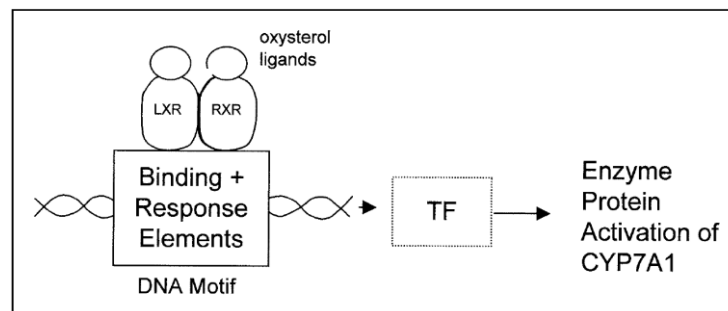 oxysterol
ligands
LXR
RXR
Binding +
Response
Elements
DNA Motif
TF
Enzyme
Protein
Activation of
CYP7A1